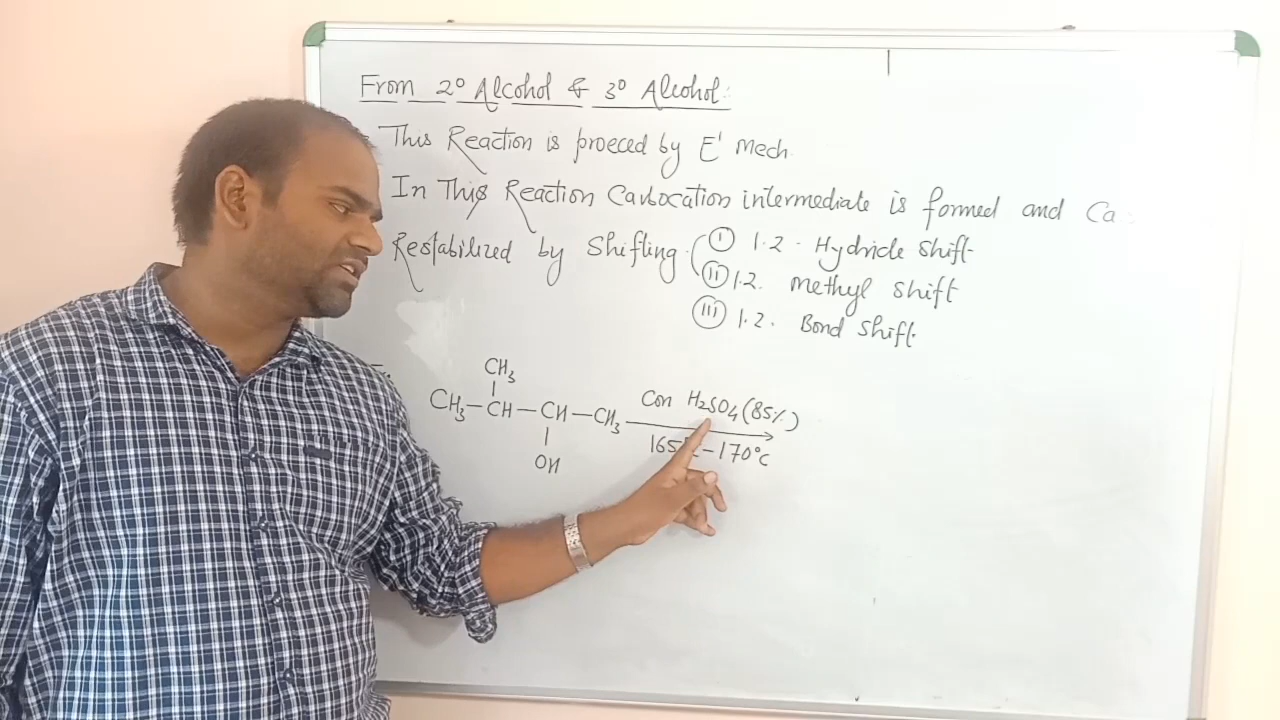 From 2° Alcohol & 3° Alcohol:
This Reaction is proeced by E' Mech.
In This Reaction Carbocation intermediate is formed and Ca
Restabilized by Shifting (I) 1.2. Hydride Shift
(II) 1.2. Methyl Shift
(III) 1.2. Bond Shift
CH3
CH3-CH-CH-CH3 Con H2SO4 (85%)
165 -170°C
OH